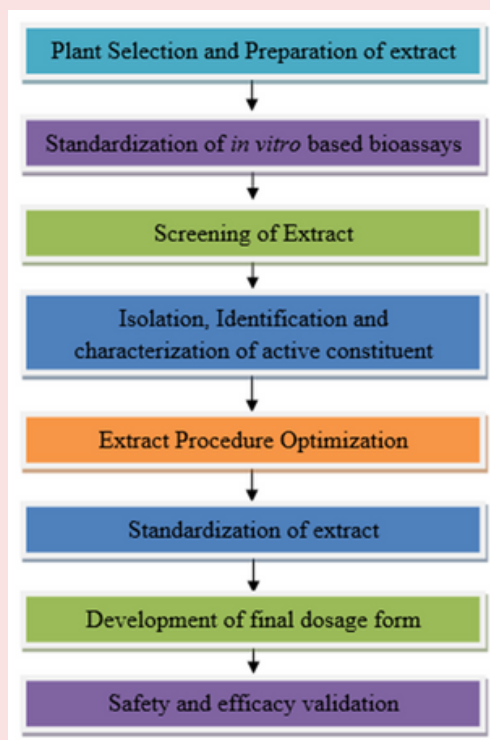 Plant Selection and Preparation of extract
Standardization of in vitro based bioassays
Screening of Extract
Isolation, Identification and
characterization of active constituent
Extract Procedure Optimization
Standardization of extract
Development of final dosage form
Safety and efficacy validation